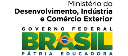 Ministério do
Desenvolvimento, Indústria
e Comércio Exterior
GOVERNO FEDERAL
BRASIL
PÁTRIA EDUCADORA